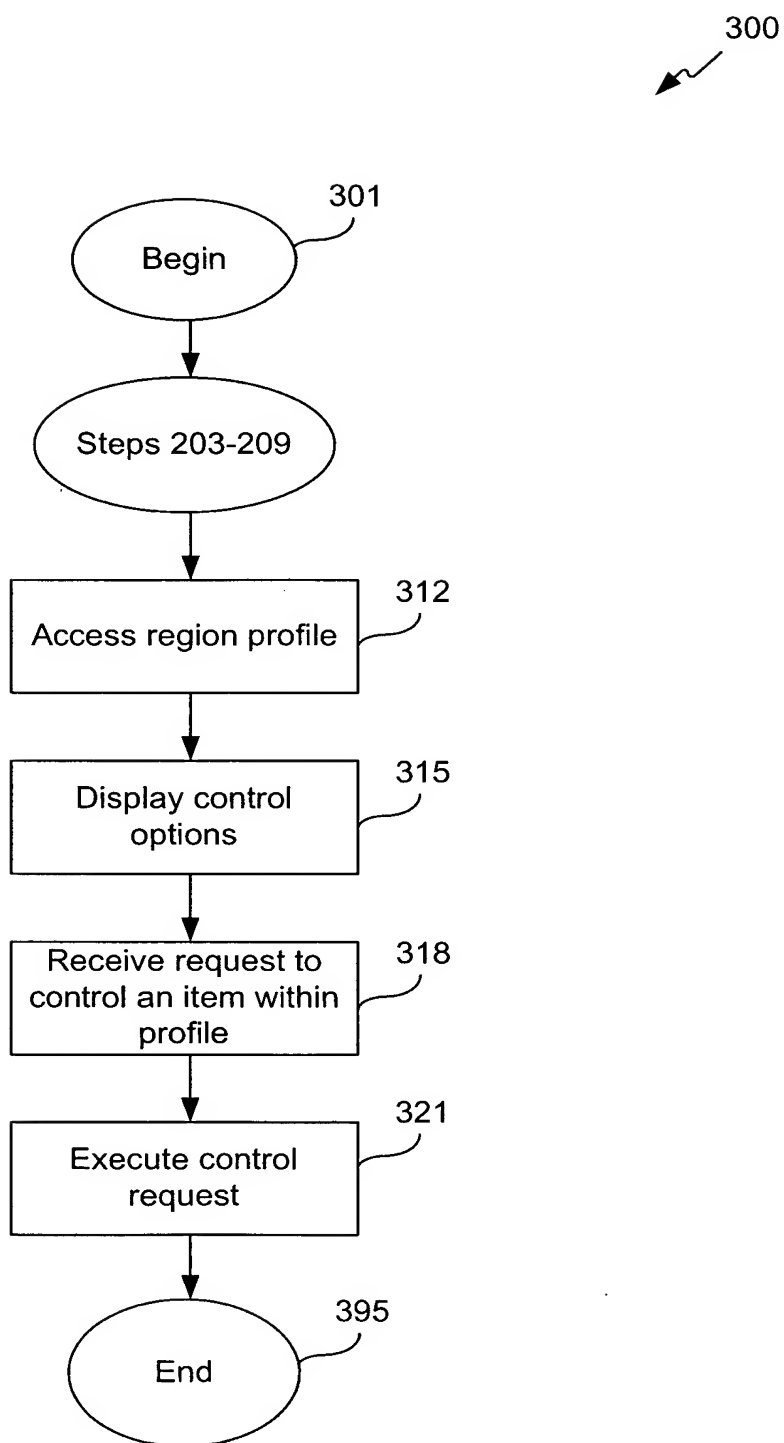 300
301
Begin
Steps 203-209
312
Access region profile
315
Display control
options
318
Receive request to
control an item within
profile
321
Execute control
request
395
End